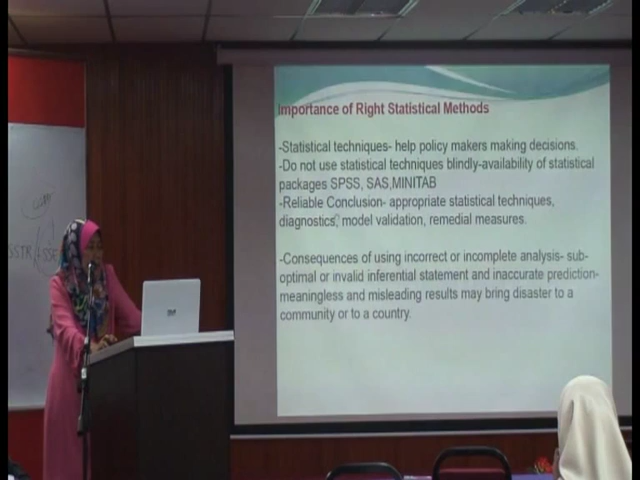 Importance of Right Statistical Methods
-Statistical techniques- help policy makers making decisions.
-Do not use statistical techniques blindly-availability of statistical
packages SPSS, SAS,MINITAB
-Reliable Conclusion- appropriate statistical techniques,
diagnostics, model validation, remedial measures.
-Consequences of using incorrect or incomplete analysis- sub-
optimal or invalid inferential statement and inaccurate prediction-
meaningless and misleading results may bring disaster to a
community or to a country.
SSTR